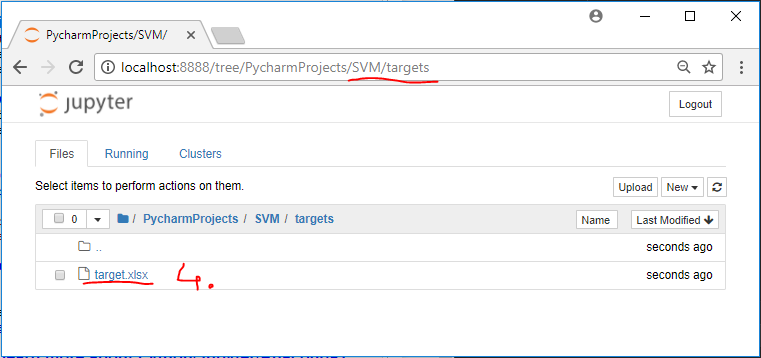 PycharmProjects/SVM/
localhost:8888/tree/PycharmProjects/SVM/targets
jupyter
Logout
Files Running Clusters
Select items to perform actions on them.
Upload New
0 / PycharmProjects / SVM / targets Name Last Modified
.. seconds ago
target.xlsx 4. seconds ago